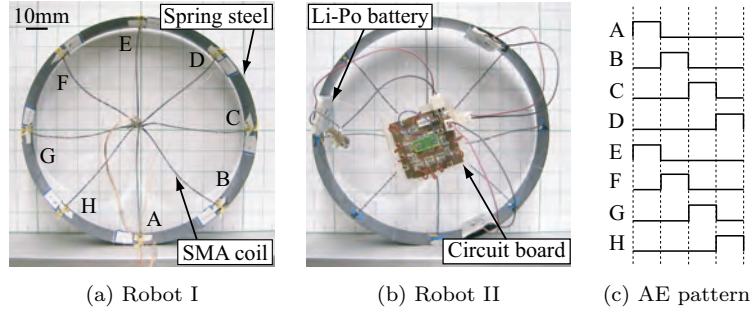 10mm
Spring steel
E
D
F
C
G
B
H
A
SMA coil
(a) Robot I
Li-Po battery
Circuit board
(b) Robot II
A
B
C
D
E
F
G
H
(c) AE pattern